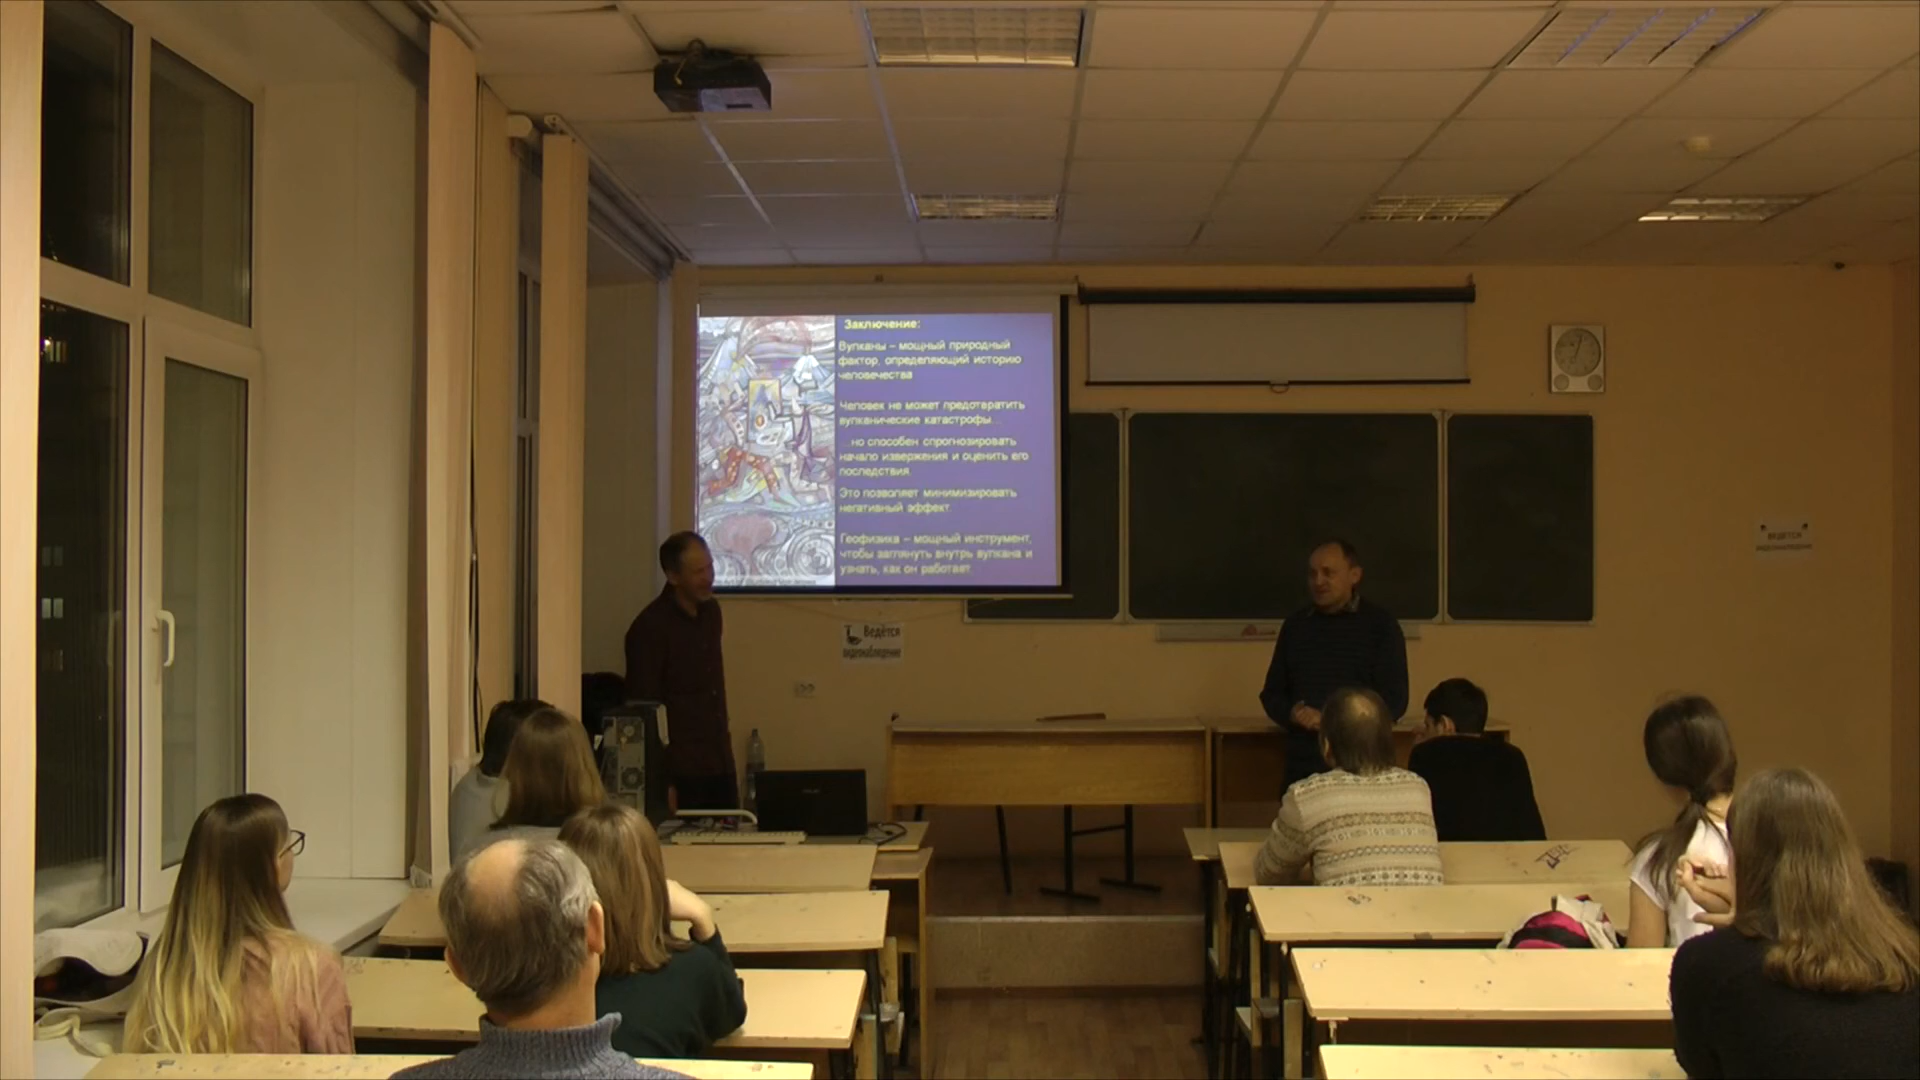 Заключение:
Вулканы – мощный природный
фактор, определяющий историю
человечества
Человек не может предотвратить
вулканические катастрофы...
...но способен спрогнозировать
начало извержения и оценить его
последствия.
Это позволяет минимизировать
негативный эффект.
Геофизика – мощный инструмент,
чтобы заглянуть внутрь вулкана и
узнать, как он работает.
Ведётся
видеонаблюдение
ВЕДЕТСЯ
видеонаблюдение